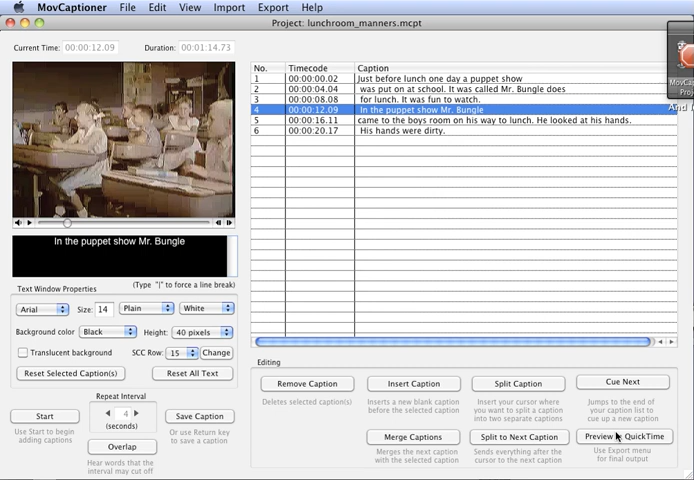 MovCaptioner File Edit View Import Export Help
Project: lunchroom_manners.mcpt
Current Time: 00:00:12.09 Duration: 00:01:14.73
No. Timecode Caption
1 00:00:00.02 Just before lunch one day a puppet show
2 00:00:04.04 was put on at school. It was called Mr. Bungle does
3 00:00:08.08 for lunch. It was fun to watch.
4 00:00:12.09 In the puppet show Mr. Bungle
5 00:00:16.11 came to the boys room on his way to lunch. He looked at his hands.
6 00:00:20.17 His hands were dirty.
In the puppet show Mr. Bungle
(Type "|" to force a line break)
Text Window Properties
Arial Size: 14 Plain White
Background color Black Height: 40 pixels
Translucent background SCC Row: 15 Change
Reset Selected Caption(s) Reset All Text
Repeat Interval
Start 4 Save Caption
(seconds)
Use Start to begin adding captions
Or use Return key to save a caption
Overlap
Hear words that the interval may cut off
Editing
Remove Caption Insert Caption Split Caption Cue Next
Deletes selected caption(s)
Inserts a new blank caption before the selected caption
Insert your cursor where you want to split a caption into two separate captions
Jumps to the end of your caption list to cue up a new caption
Merge Captions Split to Next Caption Preview QuickTime
Merges the next caption with the selected caption
Sends everything after the cursor to the next caption
Use Export menu for final output
MovCap
Proj
And